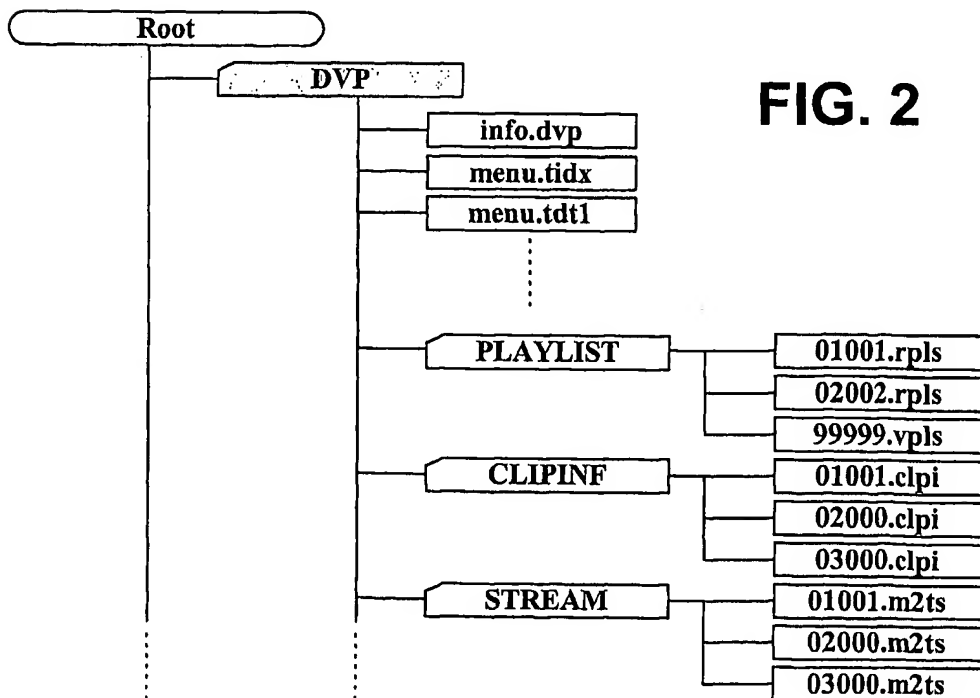 Root
DVP
FIG. 2
info.dvp
menu.tidx
menu.tdt1
PLAYLIST
01001.rpls
02002.rpls
99999.vpls
CLIPINF
01001.clpi
02000.clpi
03000.clpi
STREAM
01001.m2ts
02000.m2ts
03000.m2ts